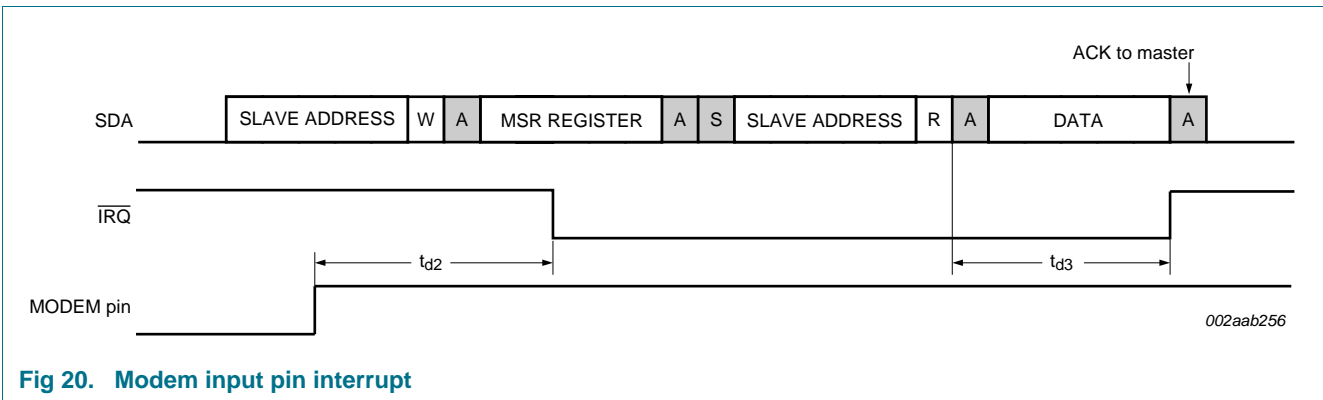 ACK to master
SDA SLAVE ADDRESS W A MSR REGISTER A S SLAVE ADDRESS R A DATA A
IRQ
td2 td3
MODEM pin
002aab256
Fig 20. Modem input pin interrupt